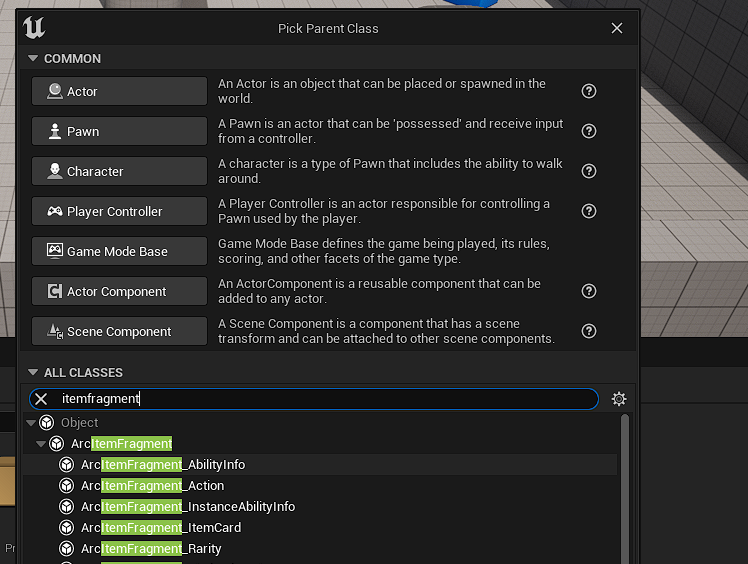 Pick Parent Class
COMMON
Actor
An Actor is an object that can be placed or spawned in the
world.
Pawn
A Pawn is an actor that can be 'possessed' and receive input
from a controller.
Character
A character is a type of Pawn that includes the ability to walk
around.
Player Controller
A Player Controller is an actor responsible for controlling a
Pawn used by the player.
Game Mode Base
Game Mode Base defines the game being played, its rules,
scoring, and other facets of the game type.
Actor Component
An ActorComponent is a reusable component that can be
added to any actor.
Scene Component
A Scene Component is a component that has a scene
transform and can be attached to other scene components.
ALL CLASSES
itemfragment
Object
ArcItemFragment
ArcItemFragment_AbilityInfo
ArcItemFragment_Action
ArcItemFragment_InstanceAbilityInfo
ArcItemFragment_ItemCard
ArcItemFragment_Rarity